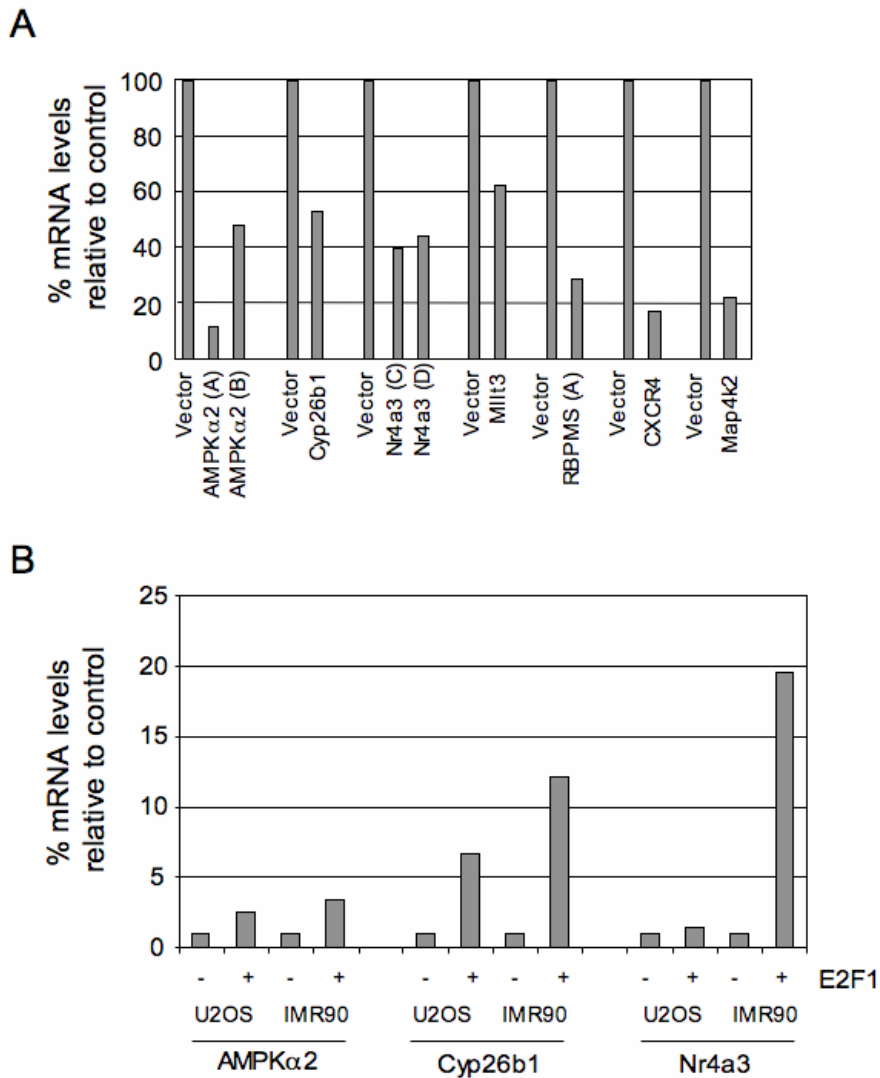 A
% mRNA levels
relative to control
100
80
60
40
20
0
Vector
AMPKα2 (A)
AMPKα2 (B)
Vector
Cyp26b1
Vector
Nr4a3 (C)
Nr4a3 (D)
Vector
Mllt3
Vector
RBPMS (A)
Vector
CXCR4
Vector
Map4k2
B
% mRNA levels
relative to control
25
20
15
10
5
0
- + - + - + - + - + - + E2F1
U2OS IMR90 U2OS IMR90 U2OS IMR90
AMPKα2 Cyp26b1 Nr4a3